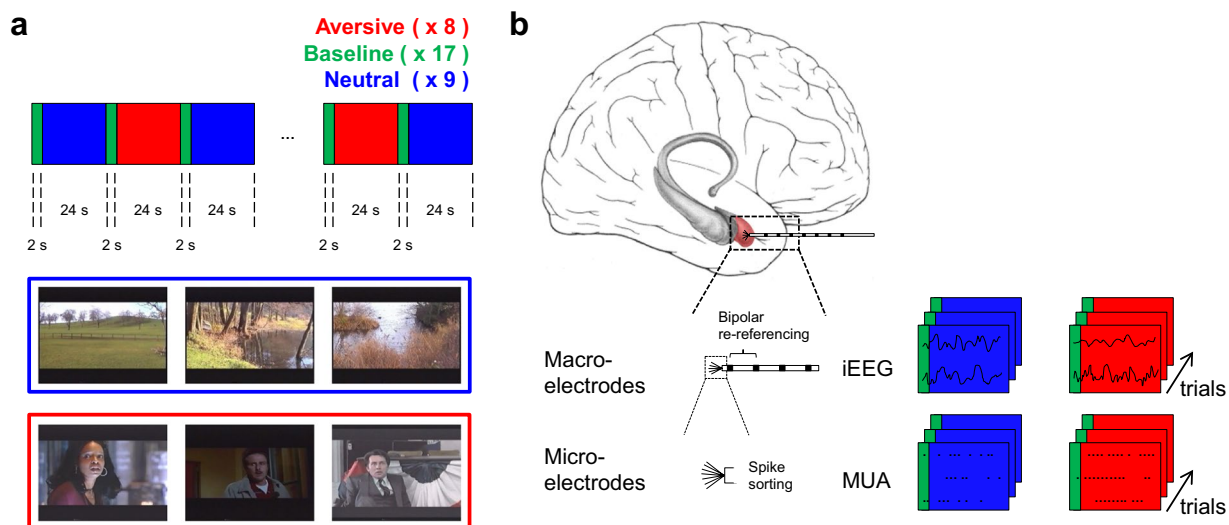 a
Aversive ( x 8 )
Baseline ( x 17 )
Neutral ( x 9 )
...
24 s 24 s 24 s 24 s 24 s
2 s 2 s 2 s 2 s 2 s
b
Bipolar
re-referencing
Macro-
electrodes
iEEG
trials
Micro-
electrodes
Spike
sorting
MUA
trials